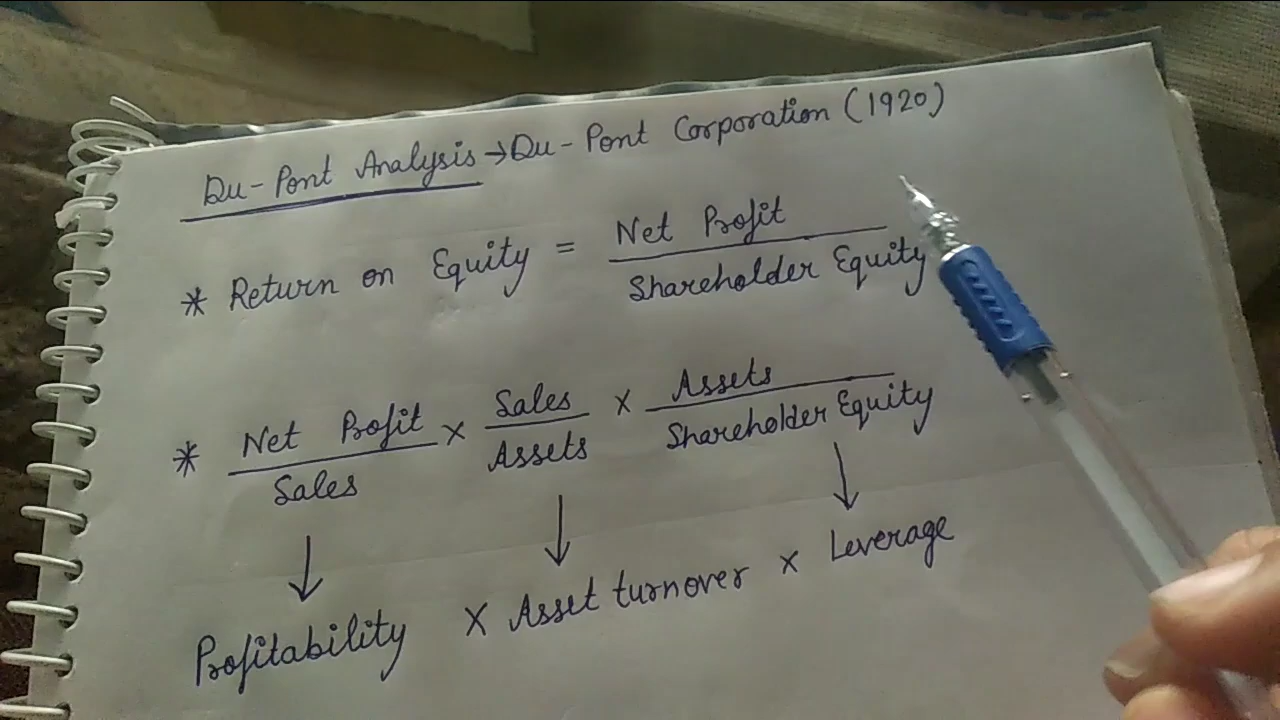 Du-Pont Analysis → Du-Pont Corporation (1920)
* Return on Equity = Net Profit / Shareholder Equity
* Net Profit / Sales × Sales / Assets × Assets / Shareholder Equity
↓ ↓ ↓
Profitability × Asset turnover × Leverage